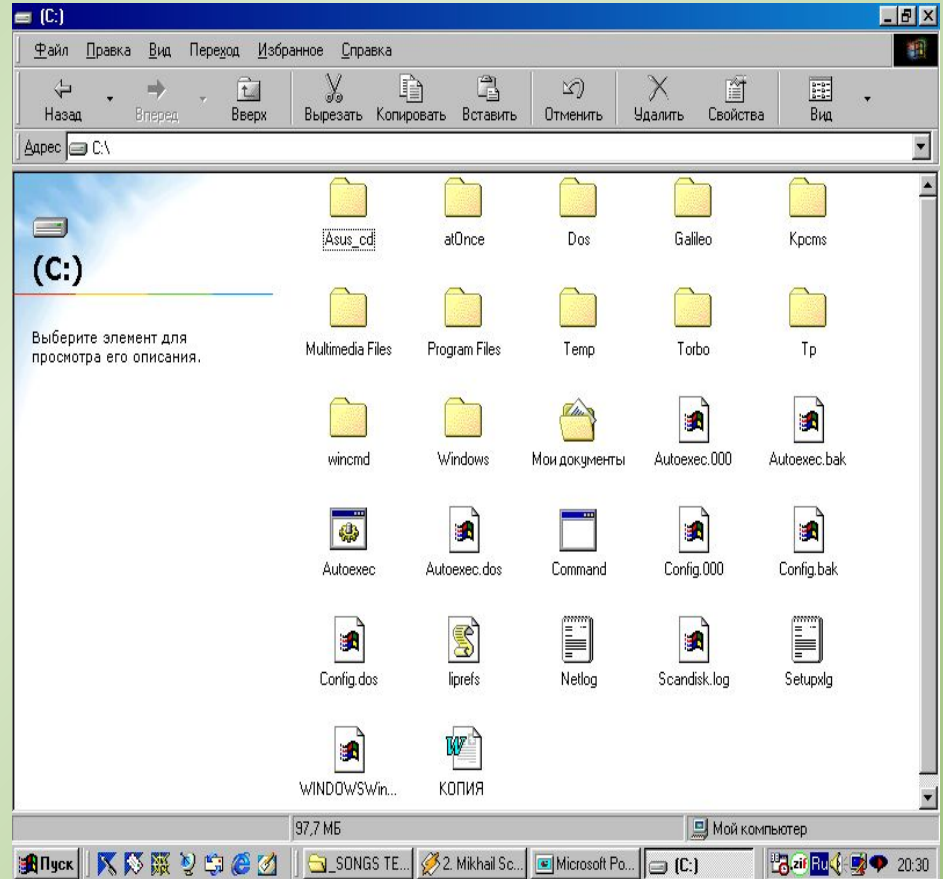 (C:)
Файл Правка Вид Переход Избранное Справка
Назад Вперед Вверх Вырезать Копировать Вставить Отменить Удалить Свойства Вид
Адрес C:\
(C:)
Выберите элемент для
просмотра его описания.
Asus_cd atOnce Dos Galileo Kpcms
Multimedia Files Program Files Temp Torbo Tp
wincmd Windows Мои документы Autoexec.000 Autoexec.bak
Autoexec Autoexec.dos Command Config.000 Config.bak
Config.dos liprefs Netlog Scandisk.log Setupxlg
WINDOWSWin... КОПИЯ
97,7 МБ Мой компьютер
Пуск _SONGS TE... 2. Mikhail Sc... Microsoft Po... (C:) .zif Ru 20:30